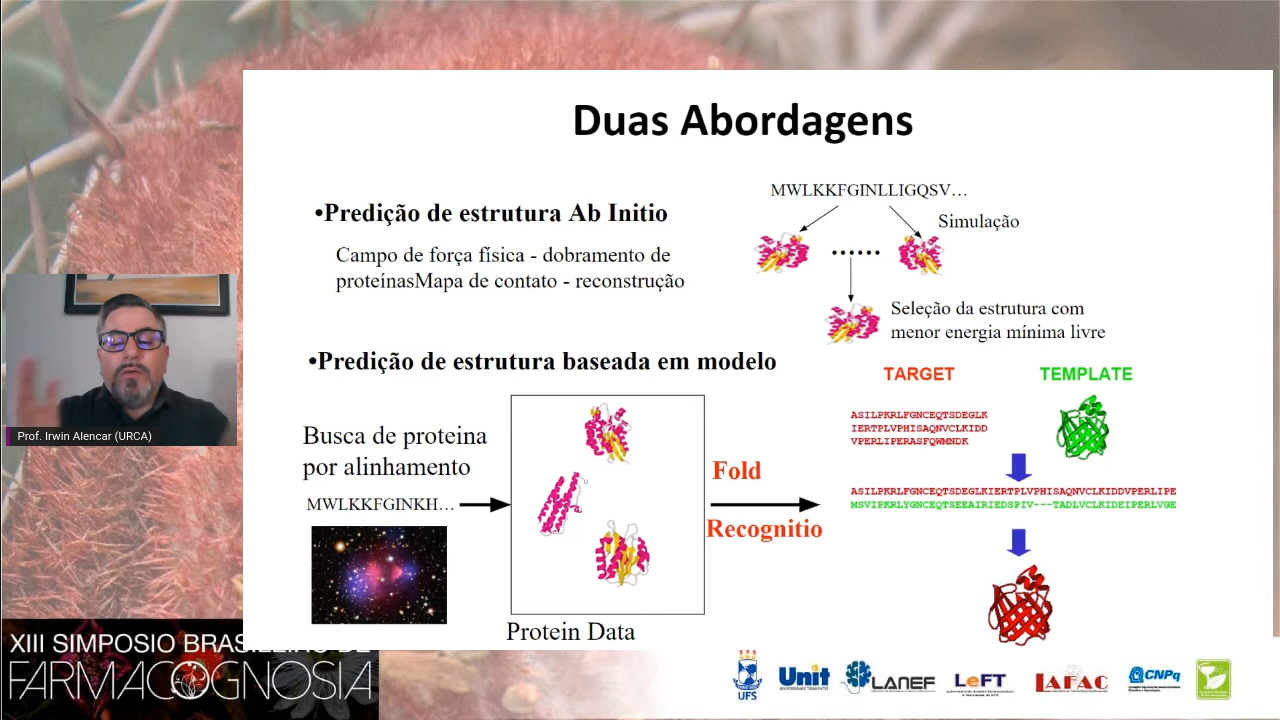 Duas Abordagens
•Predição de estrutura Ab Initio
Campo de força física - dobramento de
proteínasMapa de contato - reconstrução
MWLKKFGINLLIGQSV…
Simulação
Seleção da estrutura com
menor energia mínima livre
•Predição de estrutura baseada em modelo
Busca de proteina
por alinhamento
MWLKKFGINKH…
Protein Data
Fold
Recognitio
TARGET
TEMPLATE
ASILPKRLFGNCEQTSDEGLK
IERTPLVPHISAQNVCLKIDD
VPERLIPERASFQWMNDK
ASILPKRLFGNCEQTSDEGLKIERTPLVPHISAQNVCLKIDDVPERLIPE
MSVIPKRLYGNCEQTSEEAIRIEDSPIV---TADLVCLKIDEIPERLVGE
Prof. Irwin Alencar (URCA)
XIII SIMPOSIO BRASILEIRO DE
FARMACOGNOSIA
UFS
Unit
LANEF
LeFT
LAFAC
CNPq